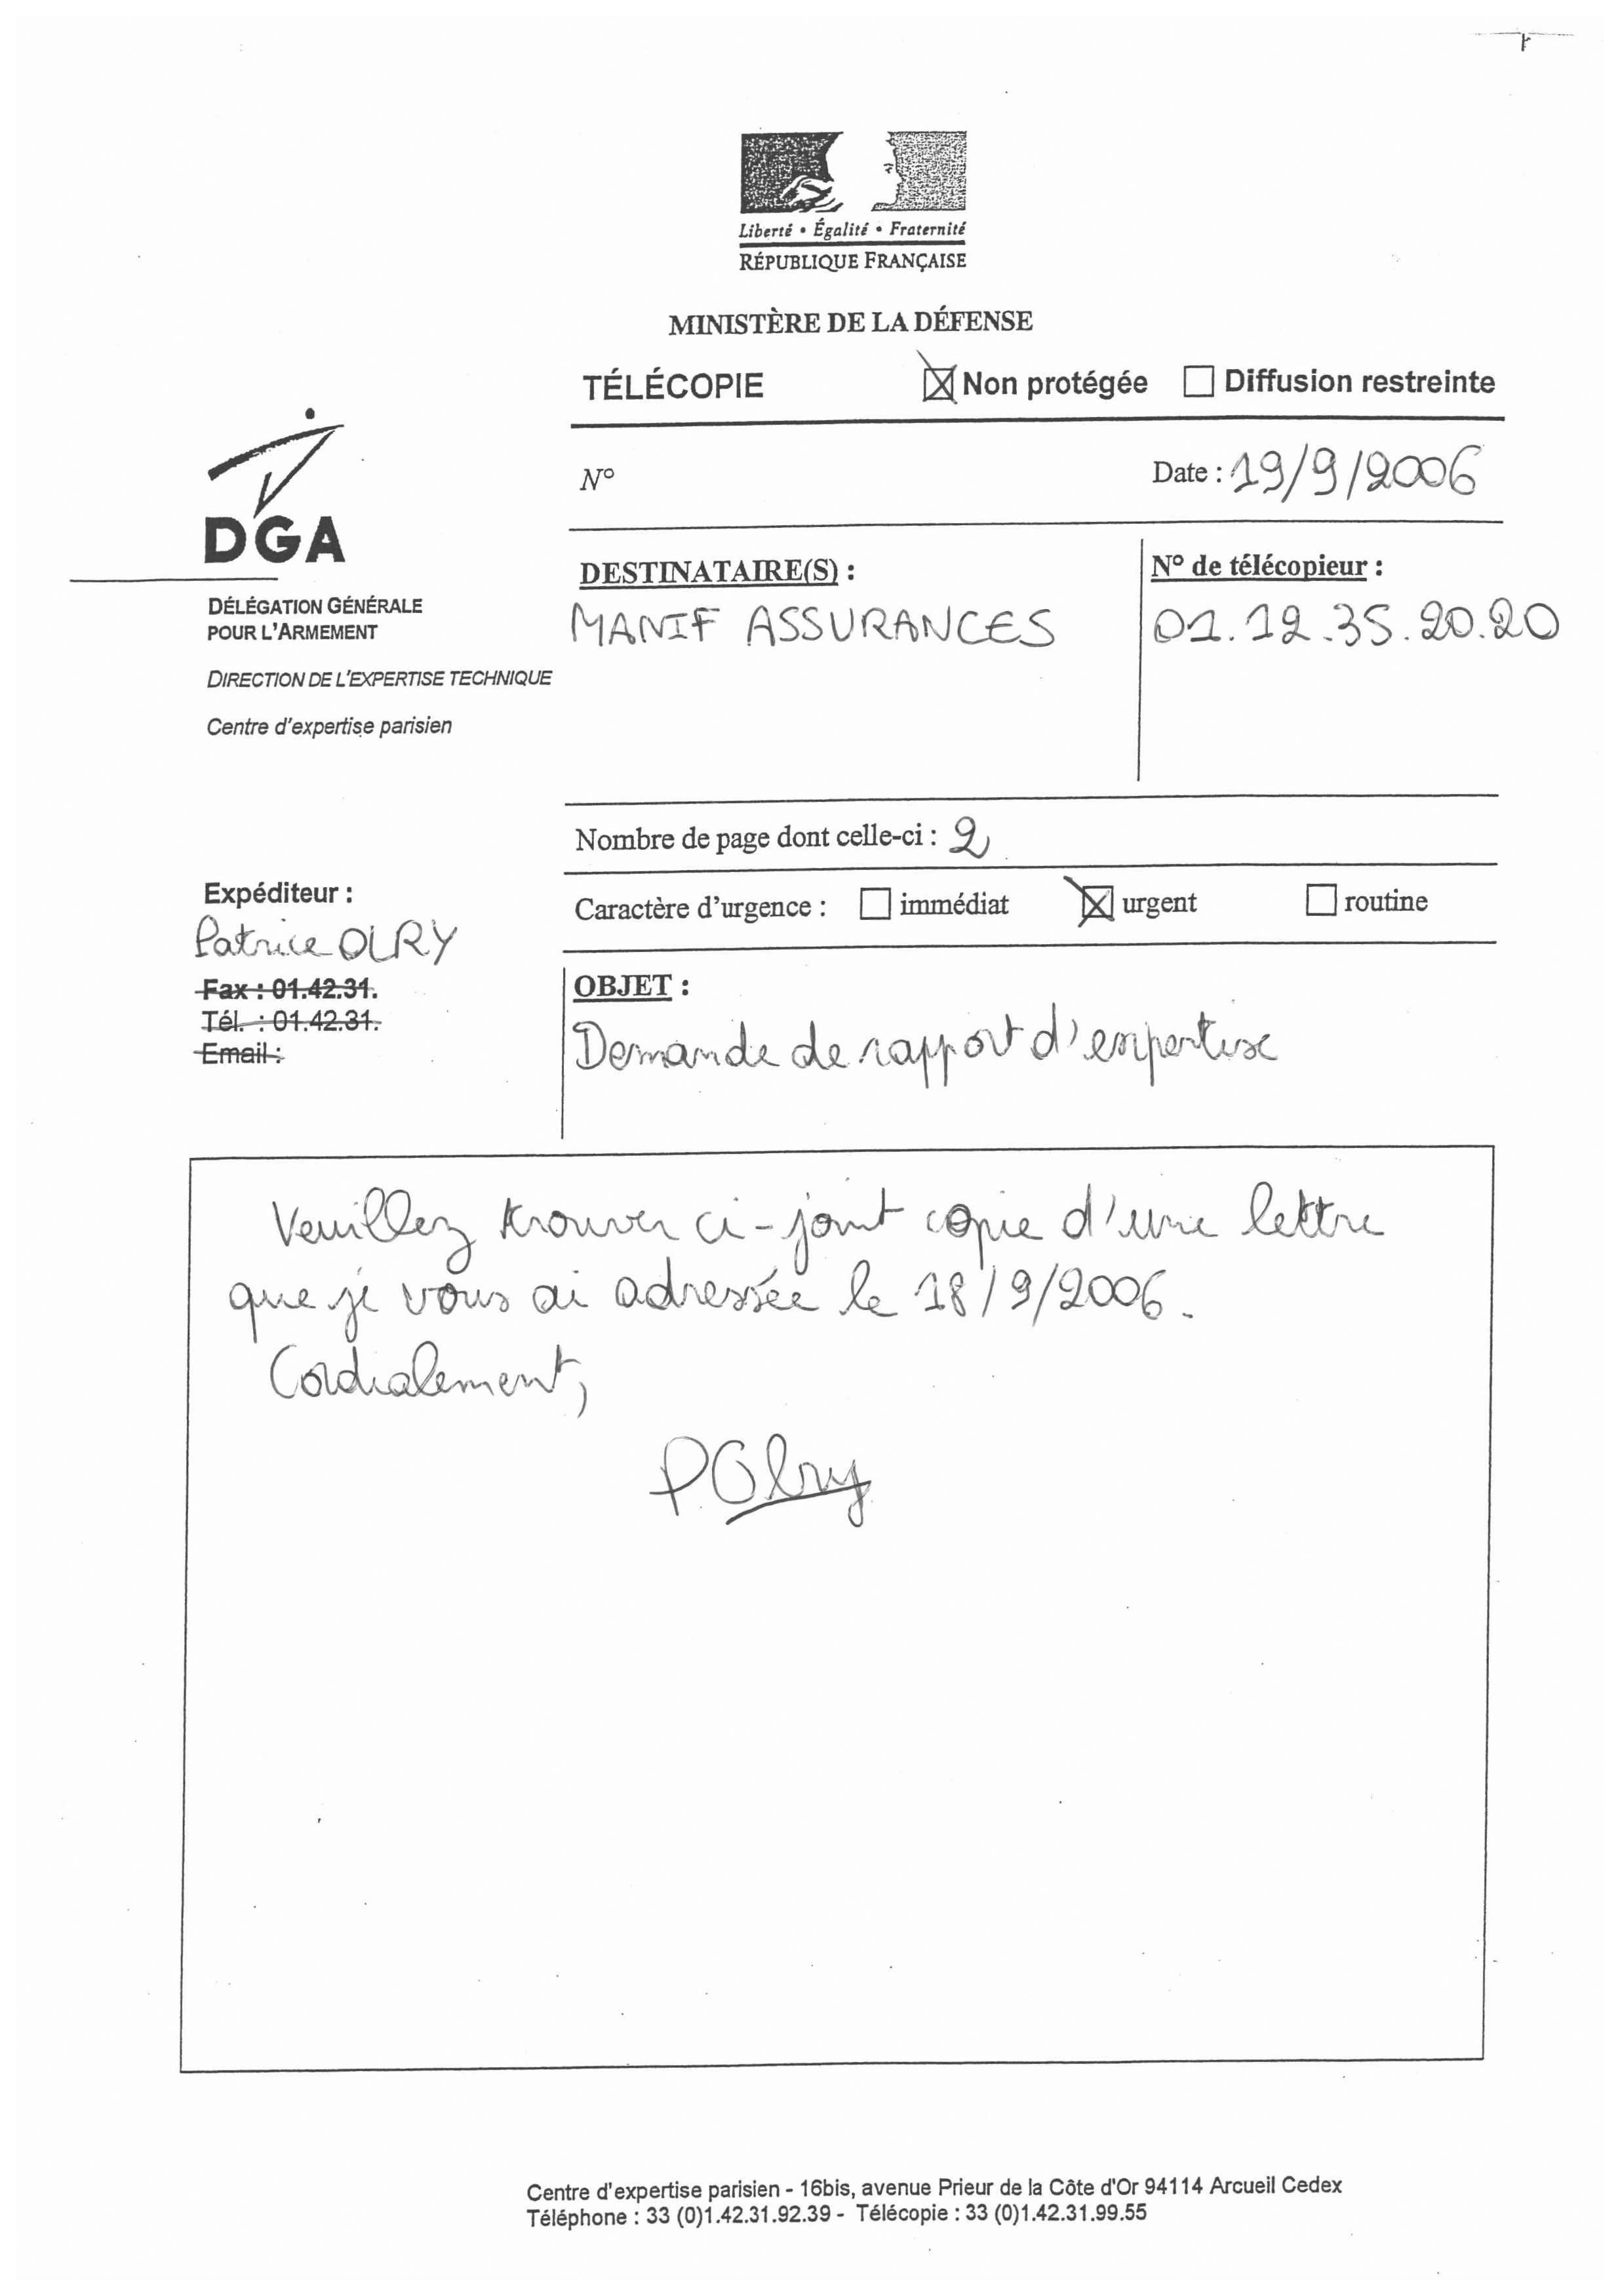 Liberté • Égalité • Fraternité
RÉPUBLIQUE FRANÇAISE
MINISTÈRE DE LA DÉFENSE
TÉLÉCOPIE ☒ Non protégée ☐ Diffusion restreinte
DGA
DÉLÉGATION GÉNÉRALE
POUR L'ARMEMENT
DIRECTION DE L'EXPERTISE TECHNIQUE
Centre d'expertise parisien
N° Date : 19/9/2006
DESTINATAIRE(S) : N° de télécopieur :
MANIF ASSURANCES 01.12.35.20.20
Nombre de page dont celle-ci : 2
Caractère d'urgence : ☐ immédiat ☒ urgent ☐ routine
Expéditeur :
Patrice OLRY
Fax : 01.42.31.
Tél. : 01.42.31.
Email :
OBJET :
Demande de rapport d'expertise
Veuillez trouver ci-joint copie d'une lettre
que je vous ai adressée le 18/9/2006.
Cordialement,
POlry
Centre d'expertise parisien - 16bis, avenue Prieur de la Côte d'Or 94114 Arcueil Cedex
Téléphone : 33 (0)1.42.31.92.39 - Télécopie : 33 (0)1.42.31.99.55